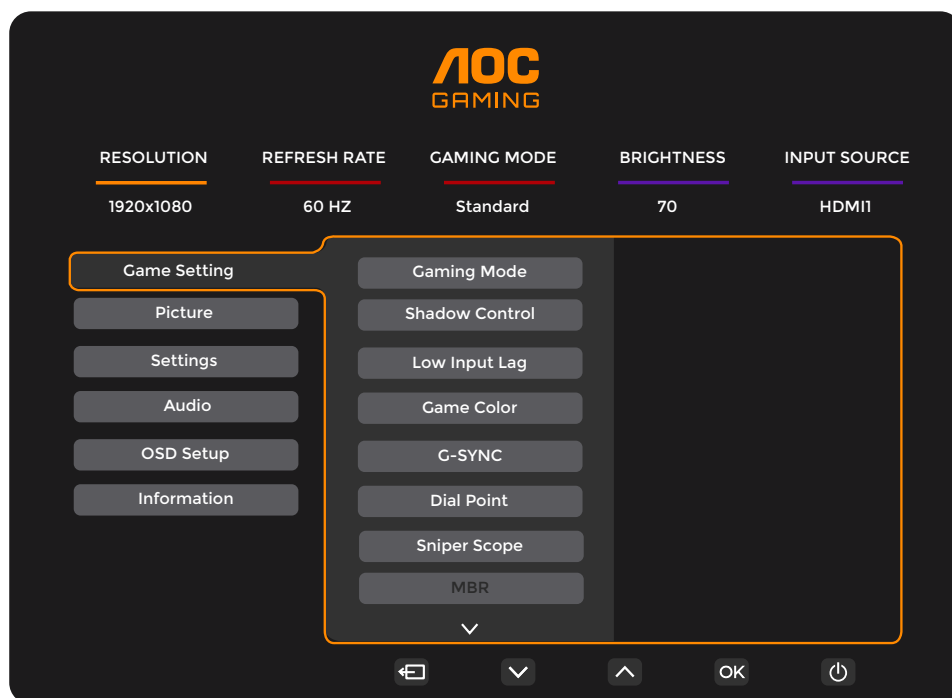 AOC
GAMING
RESOLUTION REFRESH RATE GAMING MODE BRIGHTNESS INPUT SOURCE
1920x1080 60 HZ Standard 70 HDMI1
Game Setting
Picture
Settings
Audio
OSD Setup
Information
Gaming Mode
Shadow Control
Low Input Lag
Game Color
G-SYNC
Dial Point
Sniper Scope
MBR
OK